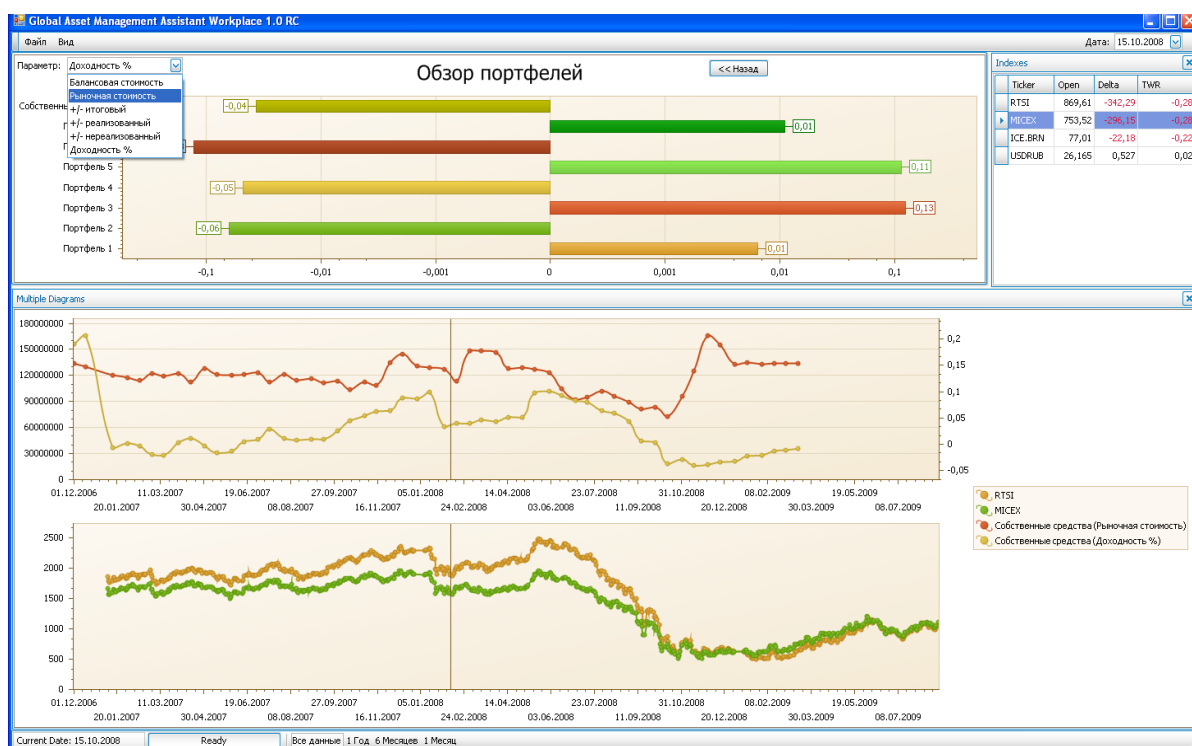 Global Asset Management Assistant Workplace 1.0 RC
Файл Вид
Дата: 15.10.2008
Параметр: Доходность %
Обзор портфелей
<< Назад
Балансовая стоимость
Рыночная стоимость
+/- итоговый
+/- реализованный
+/- нереализованный
Доходность %
-0,04
0,01
Портфель 5
0,11
Портфель 4
-0,05
Портфель 3
0,13
Портфель 2
-0,06
Портфель 1
0,01
-0,1 -0,01 -0,001 0 0,001 0,01 0,1
Indexes
Ticker Open Delta TWR
RTSI 869,61 -342,29 -0,28
MICEX 753,52 -296,15 -0,28
ICE.BRN 77,01 -22,18 -0,22
USDRUB 26,165 0,527 0,02
Multiple Diagrams
180000000
150000000
120000000
90000000
60000000
30000000
0
0,2
0,15
0,1
0,05
0
-0,05
01.12.2006 11.03.2007 19.06.2007 27.09.2007 05.01.2008 14.04.2008 23.07.2008 31.10.2008 08.02.2009 19.05.2009
20.01.2007 30.04.2007 08.08.2007 16.11.2007 24.02.2008 03.06.2008 11.09.2008 20.12.2008 30.03.2009 08.07.2009
RTSI
MICEX
Собственные средства (Рыночная стоимость)
Собственные средства (Доходность %)
2500
2000
1500
1000
500
0
01.12.2006 11.03.2007 19.06.2007 27.09.2007 05.01.2008 14.04.2008 23.07.2008 31.10.2008 08.02.2009 19.05.2009
20.01.2007 30.04.2007 08.08.2007 16.11.2007 24.02.2008 03.06.2008 11.09.2008 20.12.2008 30.03.2009 08.07.2009
Current Date: 15.10.2008 Ready Все данные 1 Год 6 Месяцев 1 Месяц